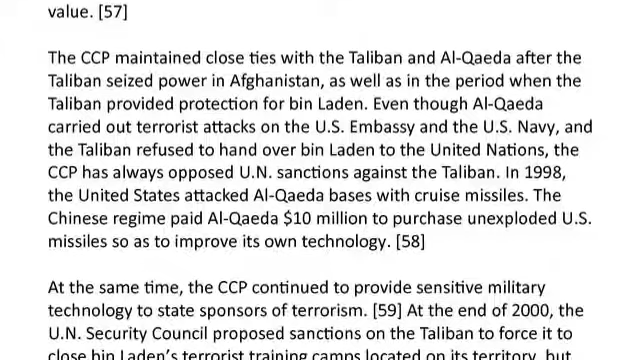 value. [57]
The CCP maintained close ties with the Taliban and Al-Qaeda after the
Taliban seized power in Afghanistan, as well as in the period when the
Taliban provided protection for bin Laden. Even though Al-Qaeda
carried out terrorist attacks on the U.S. Embassy and the U.S. Navy, and
the Taliban refused to hand over bin Laden to the United Nations, the
CCP has always opposed U.N. sanctions against the Taliban. In 1998,
the United States attacked Al-Qaeda bases with cruise missiles. The
Chinese regime paid Al-Qaeda $10 million to purchase unexploded U.S.
missiles so as to improve its own technology. [58]
At the same time, the CCP continued to provide sensitive military
technology to state sponsors of terrorism. [59] At the end of 2000, the
U.N. Security Council proposed sanctions on the Taliban to force it to
close bin Laden's terrorist training camps located on its territory, but